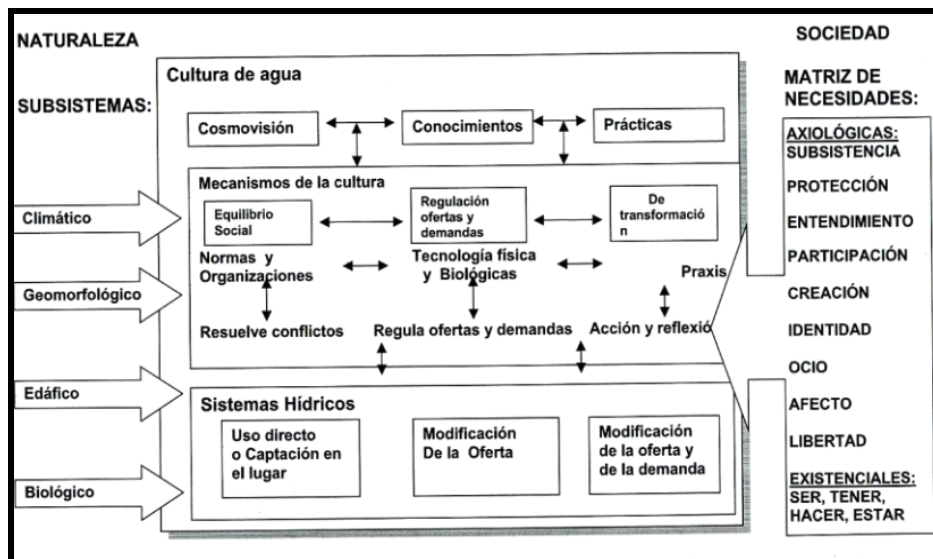 NATURALEZA
SUBSISTEMAS:
Climático
Geomorfológico
Edáfico
Biológico
Cultura de agua
Cosmovisión
Conocimientos
Prácticas
Mecanismos de la cultura
Equilibrio
Social
Regulación
ofertas y
demandas
De
transformació
n
Normas y
Organizaciones
Tecnología física
y Biológicas
Praxis
Resuelve conflictos
Regula ofertas y demandas
Acción y reflexió
Sistemas Hídricos
Uso directo
o Captación en
el lugar
Modificación
De la Oferta
Modificación
de la oferta y
de la demanda
SOCIEDAD
MATRIZ DE
NECESIDADES:
AXIOLÓGICAS:
SUBSISTENCIA
PROTECCIÓN
ENTENDIMIENTO
PARTICIPACIÓN
CREACIÓN
IDENTIDAD
OCIO
AFECTO
LIBERTAD
EXISTENCIALES:
SER, TENER,
HACER, ESTAR